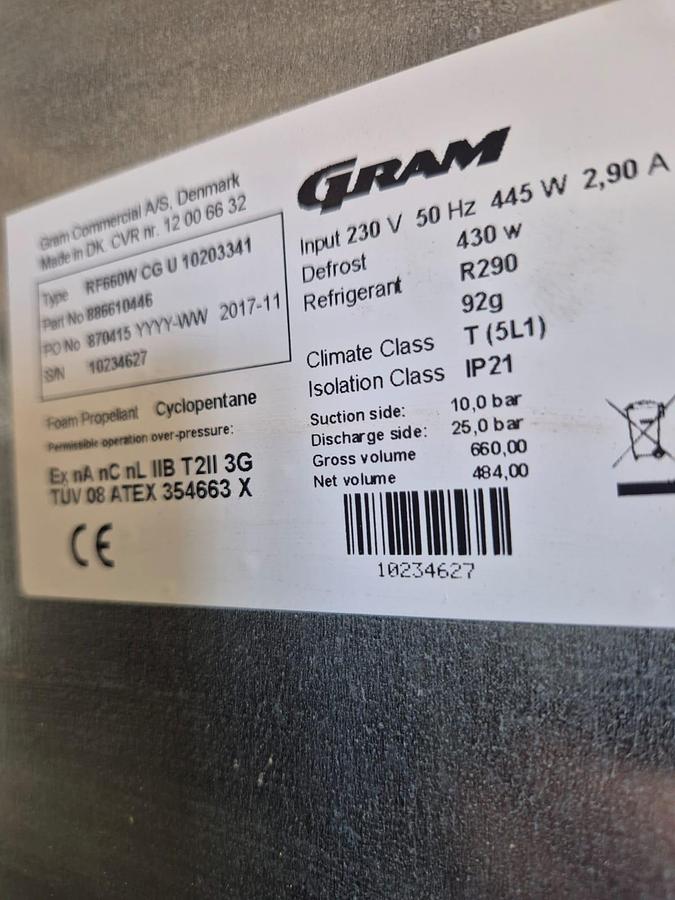 Gram Commercial A/S, Denmark
Made in DK. CVR nr. 12 00 66 32
Type RF660W CG U 10203341
Part No 886610446
PO No 870415 YYYY-WW 2017-11
S/N 10234627
Foam Propellant Cyclopentane
Permissible operation over-pressure:
Ex nA nC nL IIB T2II 3G
TUV 08 ATEX 354663 X
CE
GRAM
Input 230 V 50 Hz 445 W 2,90 A
Defrost 430 w
Refrigerant R290
92g
Climate Class T (5L1)
Isolation Class IP21
Suction side: 10,0 bar
Discharge side: 25,0 bar
Gross volume 660,00
Net volume 484,00
10234627